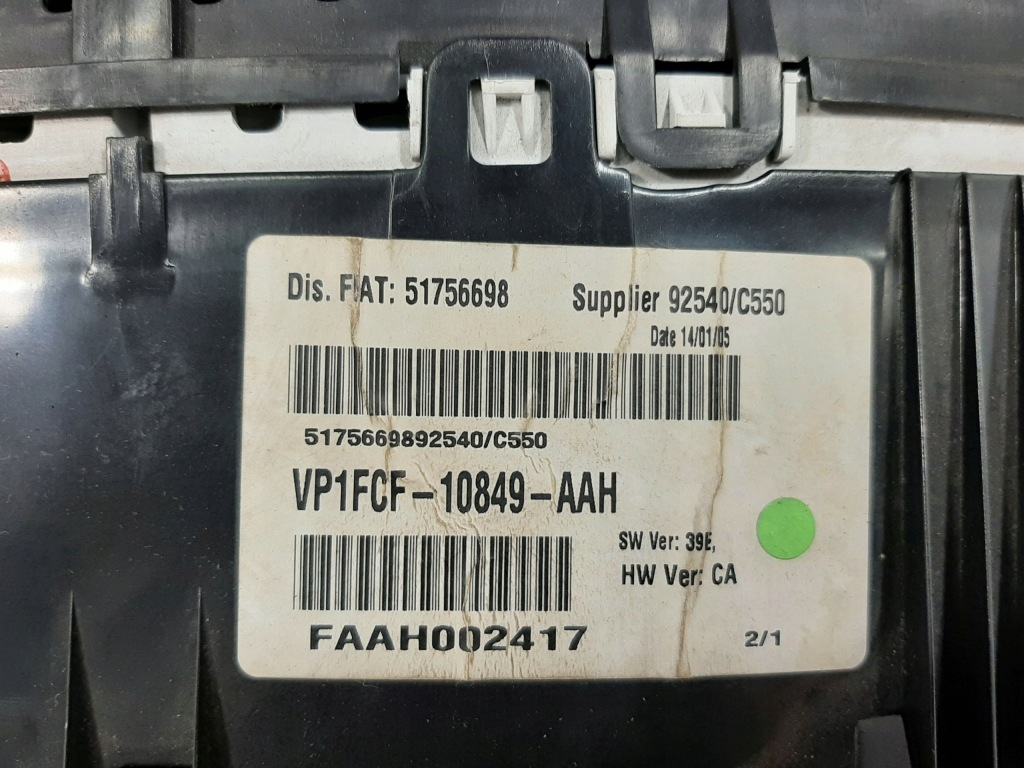 Dis. FIAT: 51756698 Supplier 92540/C550
Date 14/01/05
5175669892540/C550
VP1FCF-10849-AAH
SW Ver: 39E,
HW Ver: CA
FAAH002417
2/1